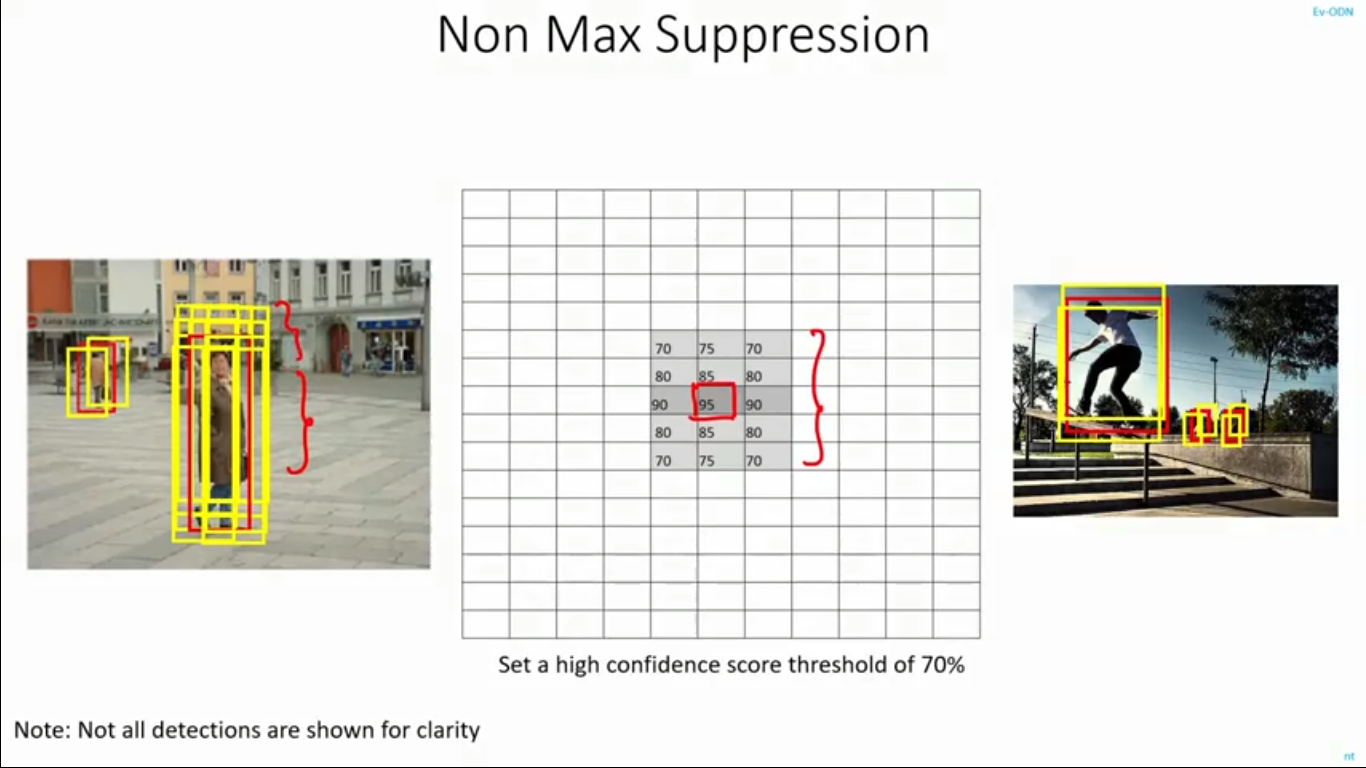 Non Max Suppression
Ev-ODN
70 75 70
80 85 80
90 95 90
80 85 80
70 75 70
Set a high confidence score threshold of 70%
Note: Not all detections are shown for clarity
nt